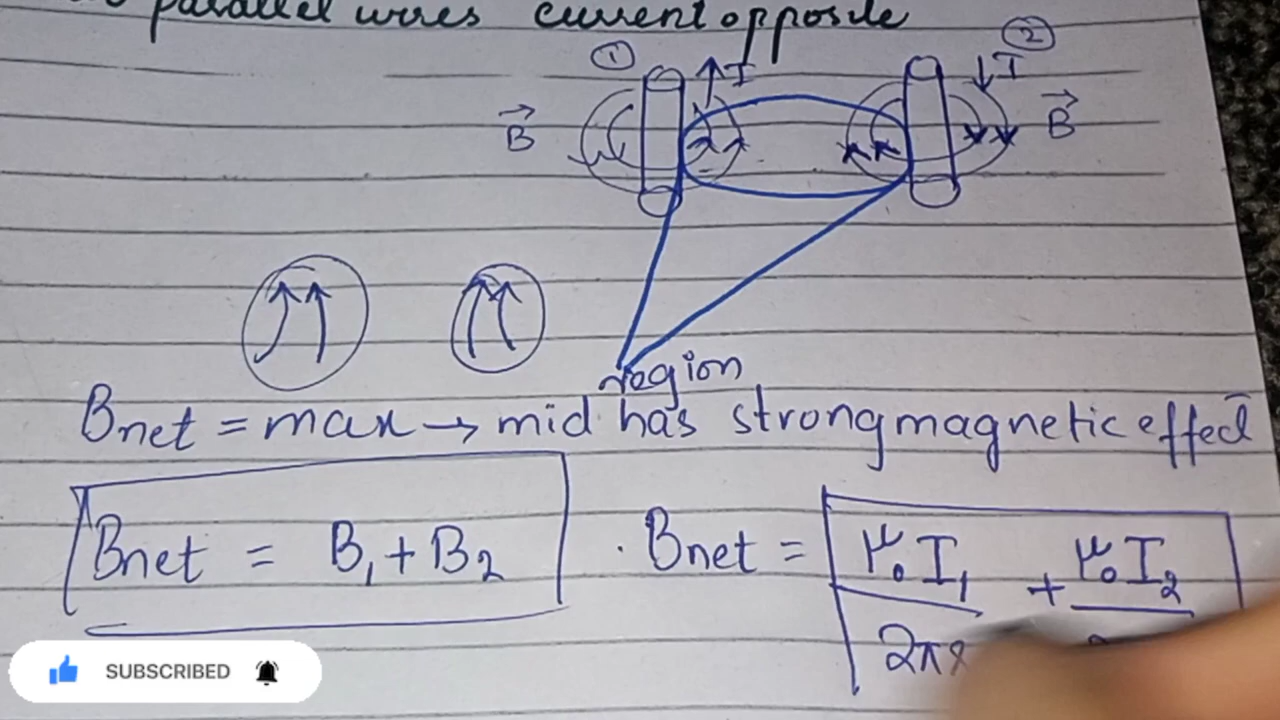 parallel wires current opposite
① ↑I ↓I ②
B⃗ B⃗
region
Bnet = max → mid has strong magnetic effect
Bnet = B₁ + B₂ . Bnet = μ₀I₁ + μ₀I₂
2π
SUBSCRIBED